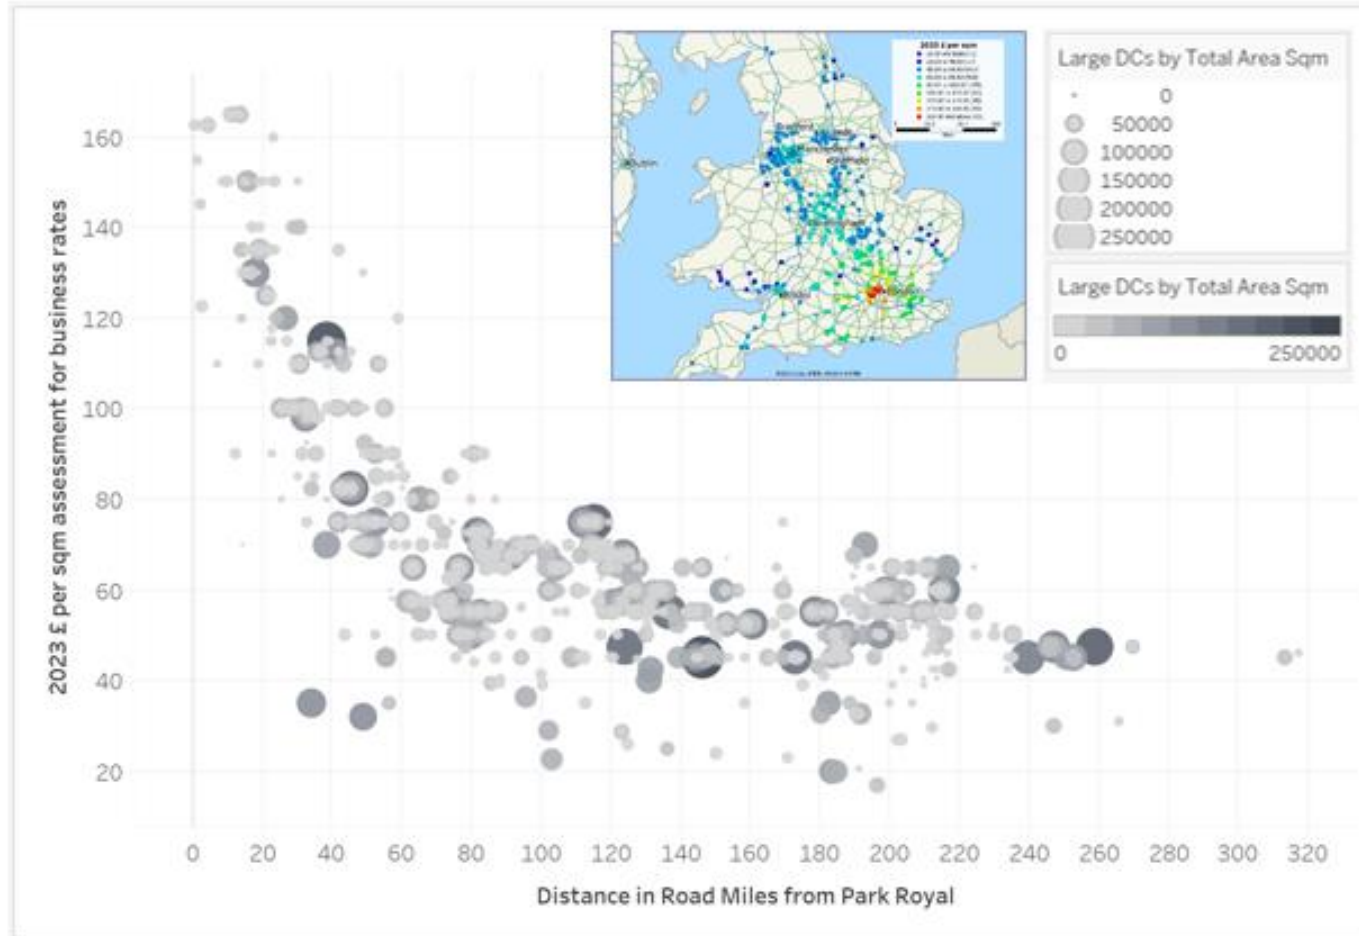 Large DCs by Total Area Sqm
0
50000
100000
150000
200000
250000
Large DCs by Total Area Sqm
0 250000
2023 £ per sqm
2023 £ per sqm assessment for business rates
160
140
120
100
80
60
40
20
0 20 40 60 80 100 120 140 160 180 200 220 240 260 280 300 320
Distance in Road Miles from Park Royal